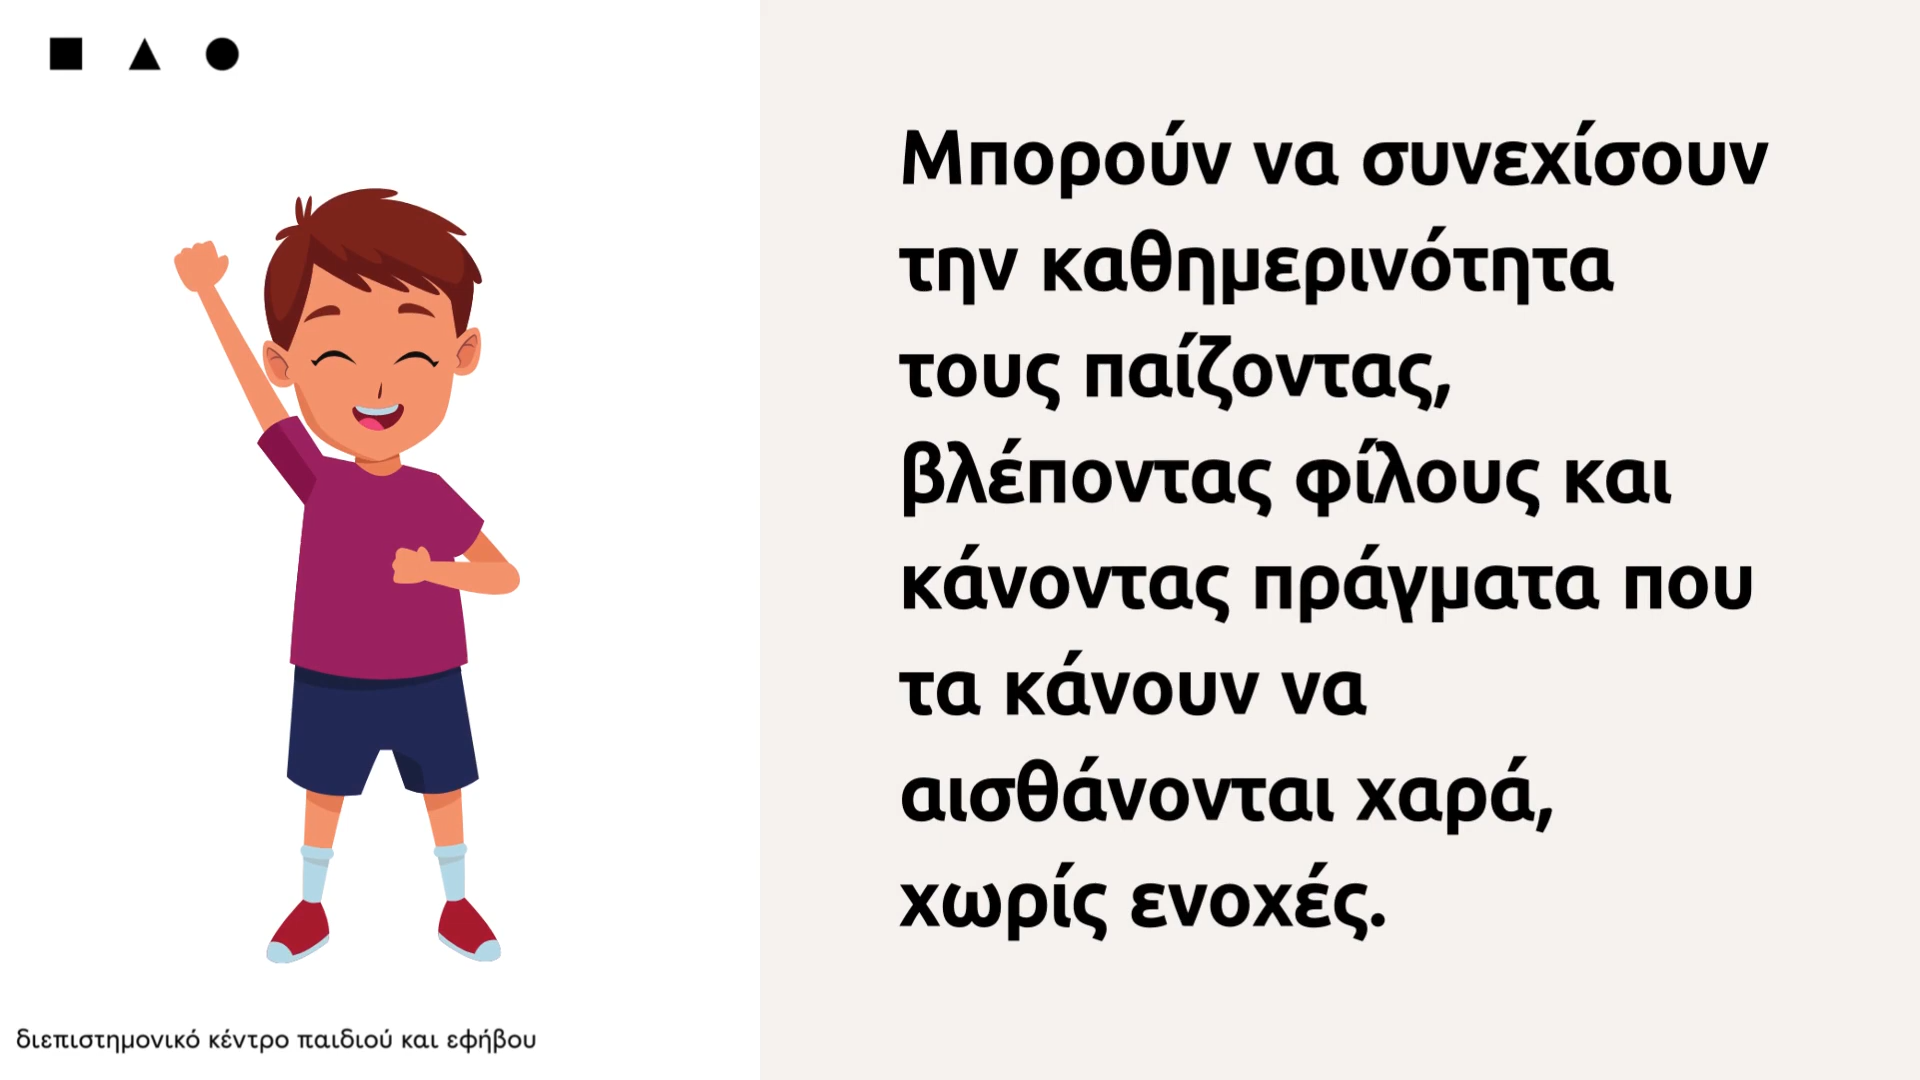 Μπορούν να συνεχίσουν
την καθημερινότητα
τους παίζοντας,
βλέποντας φίλους και
κάνοντας πράγματα που
τα κάνουν να
αισθάνονται χαρά,
χωρίς ενοχές.
διεπιστημονικό κέντρο παιδιού και εφήβου